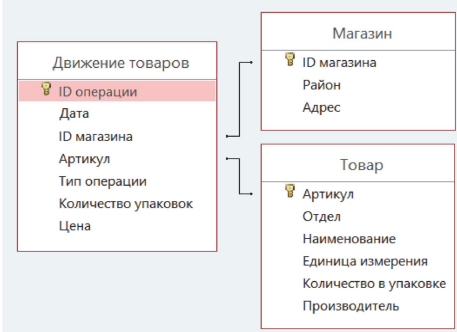 Движение товаров
ID операции
Дата
ID магазина
Артикул
Тип операции
Количество упаковок
Цена
Магазин
ID магазина
Район
Адрес
Товар
Артикул
Отдел
Наименование
Единица измерения
Количество в упаковке
Производитель